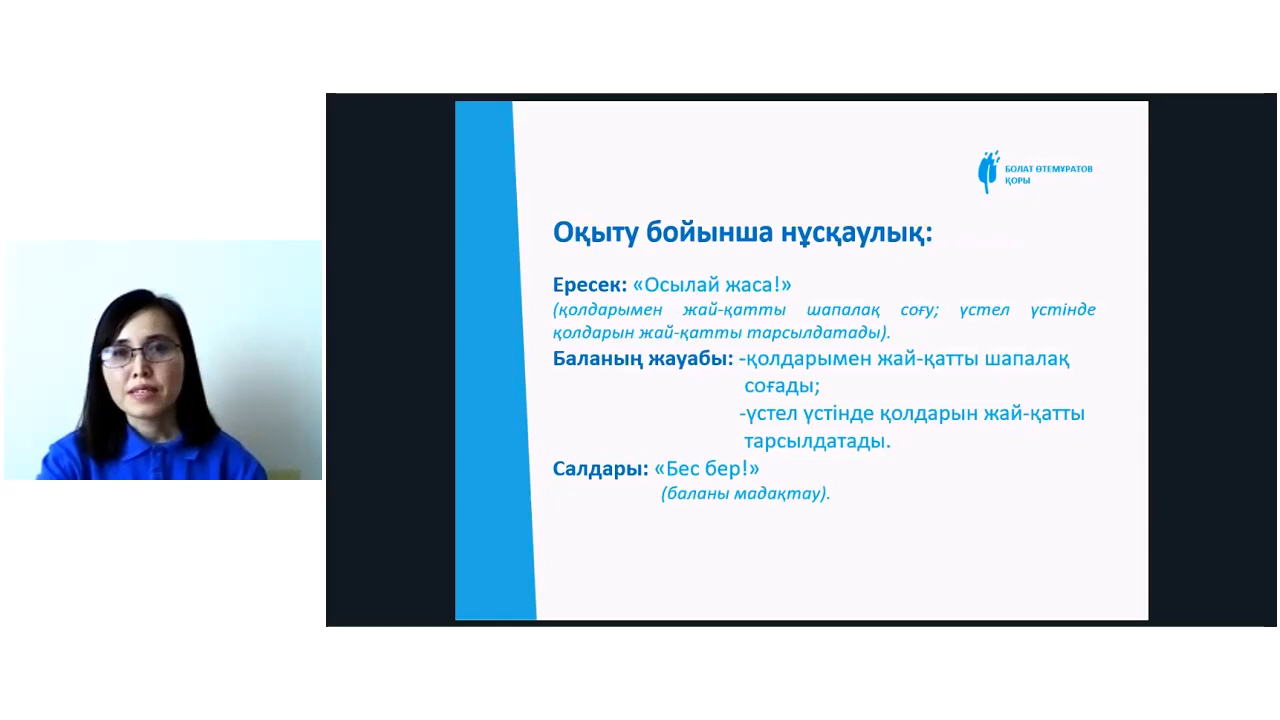 БОЛАТ ӨТЕМҰРАТОВ
ҚОРЫ
Оқыту бойынша нұсқаулық:
Ересек: «Осылай жаса!»
(қолдарымен жай-қатты шапалақ соғу; үстел үстінде
қолдарын жай-қатты тарсылдатады).
Баланың жауабы: -қолдарымен жай-қатты шапалақ
соғады;
-үстел үстінде қолдарын жай-қатты
тарсылдатады.
Салдары: «Бес бер!»
(баланы мадақтау).